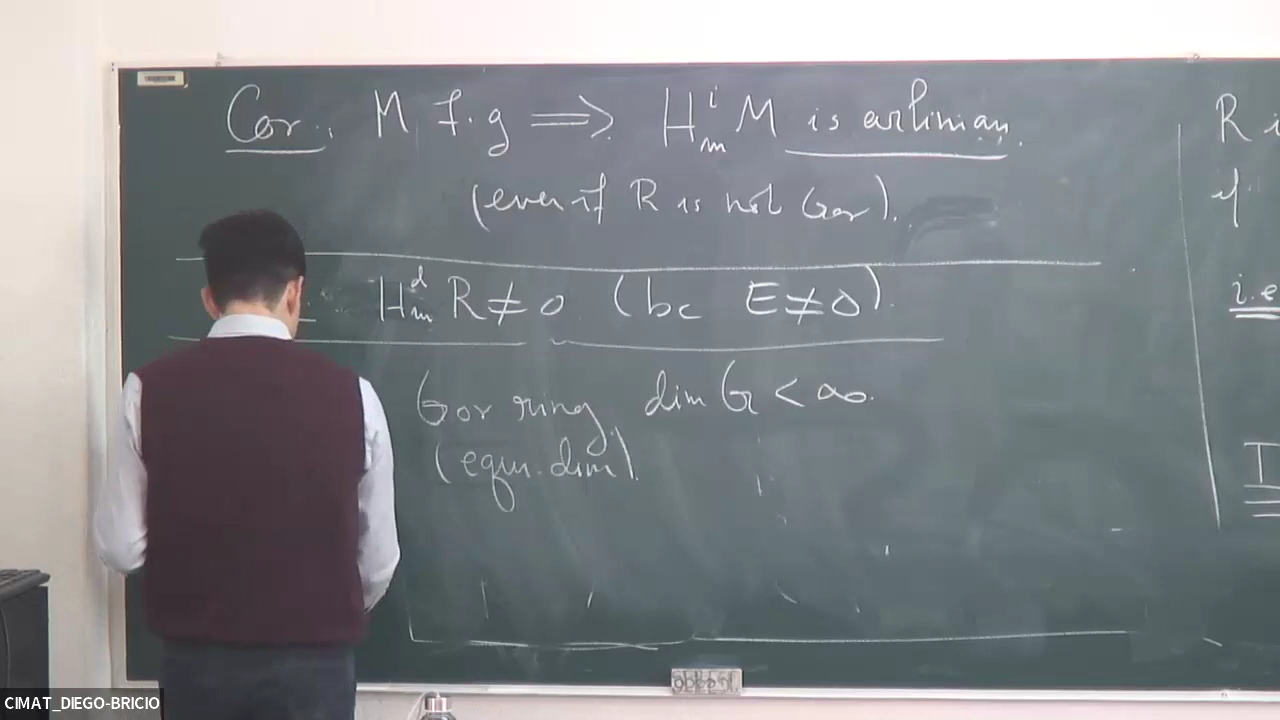 Cor. M f.g ⟹ H^i_m M is artinian.
(even if R is not Gor).
H^d_m R ≠ 0 (bc E ≠ 0).
Gor ring dim G < ∞.
(equi.dim).
R i
if
i.e
CIMAT_DIEGO-BRICIO